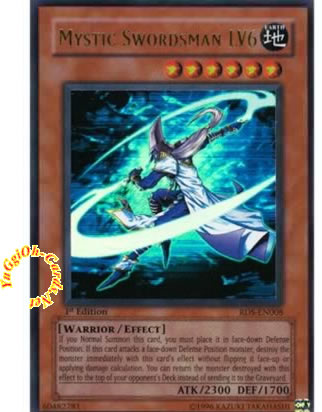 MYSTIC SWORDSMAN LV6
EARTH
地
YuGgiOh-Cards.Net
1st Edition
RDS-EN008
[WARRIOR / EFFECT]
If you Normal Summon this card, you must place it in face-down Defense
Position. If this card attacks a face-down Defense Position monster, destroy the
monster immediately with this card's effect without flipping it face-up or
applying damage calculation. You can return the monster destroyed with this
effect to the top of your opponent's Deck instead of sending it to the Graveyard.
ATK/2300 DEF/1700
60482781
©1996 KAZUKI TAKAHASHI